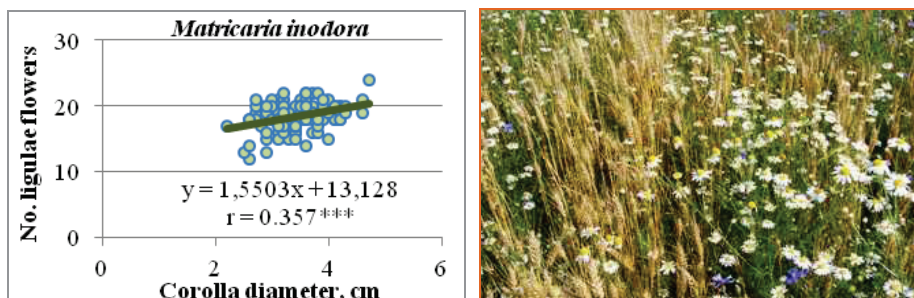 Matricaria inodora
30
20
10
0
No. ligulae flowers
y = 1,5503x + 13,128
r = 0.357***
0 2 4 6
Corolla diameter, cm